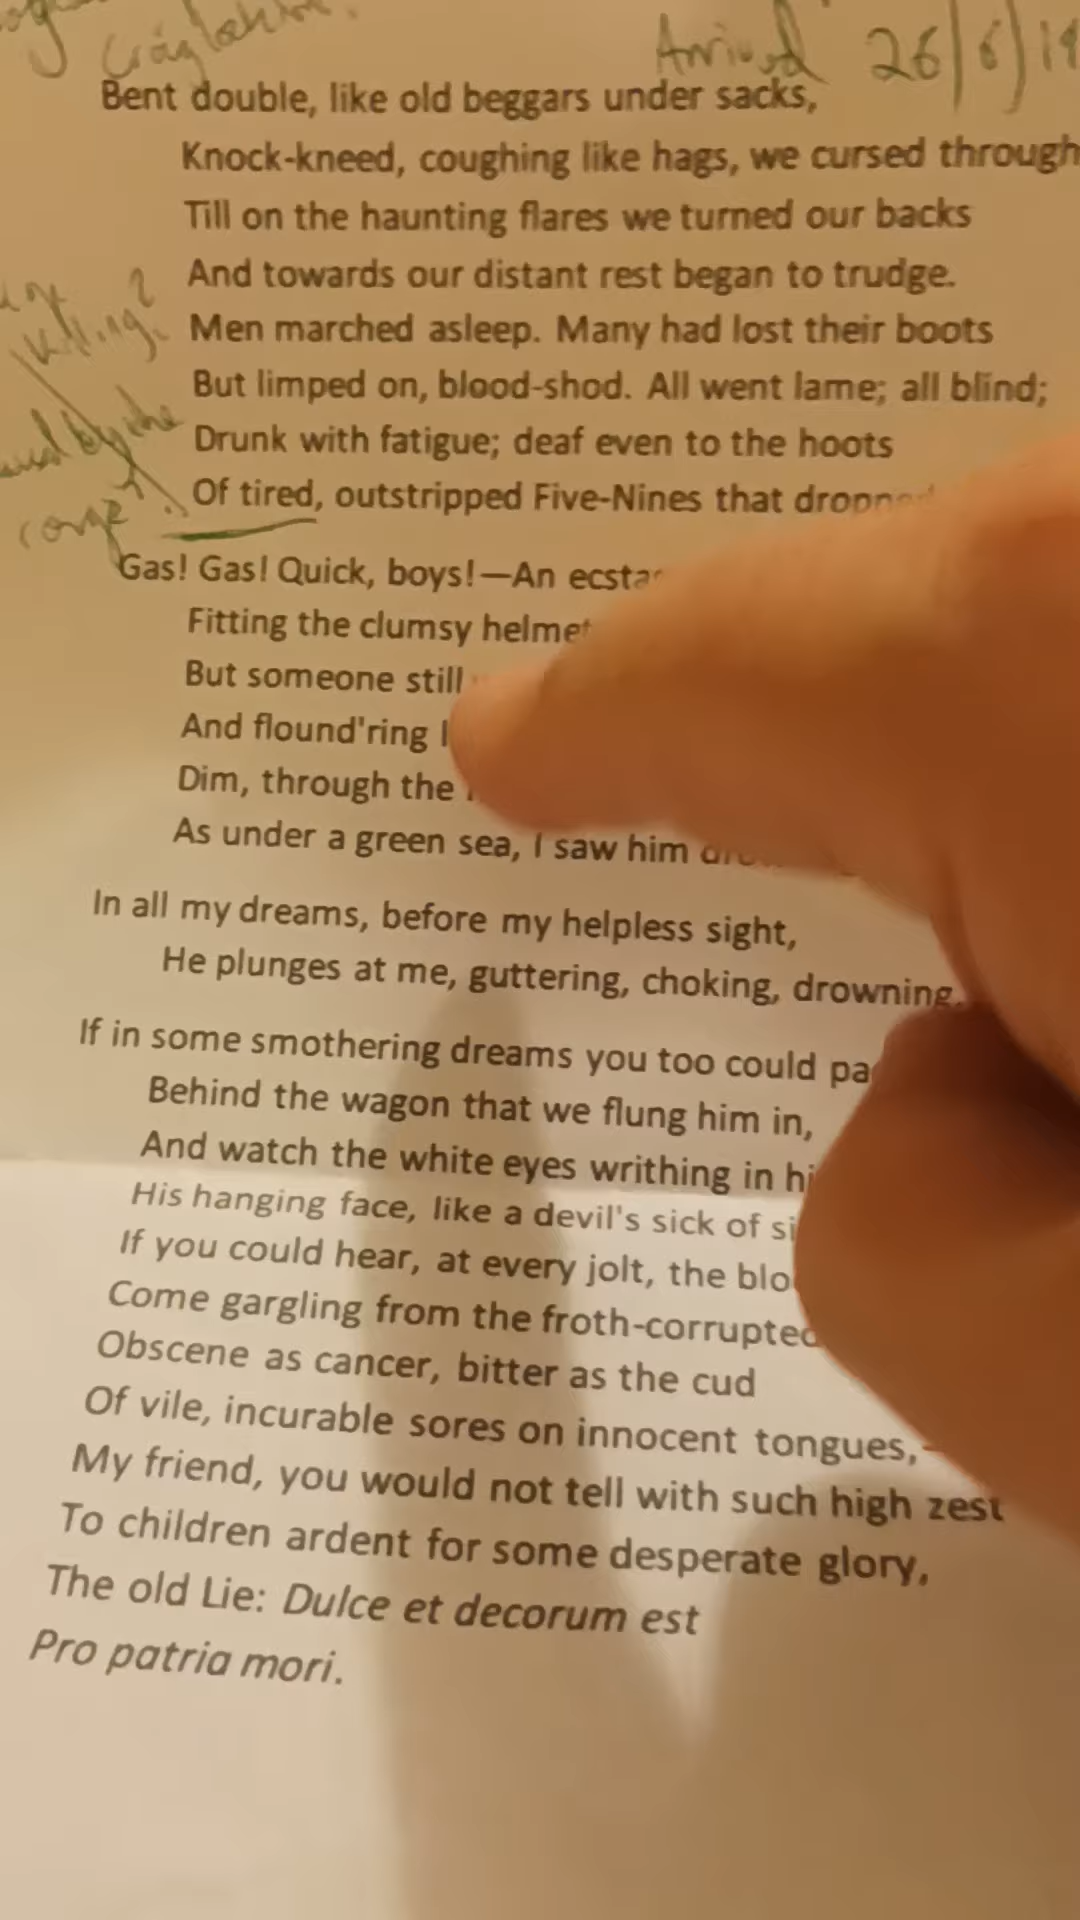 Craiglockhart.
Arrived 26/6/19
Bent double, like old beggars under sacks,
Knock-kneed, coughing like hags, we cursed through
Till on the haunting flares we turned our backs
And towards our distant rest began to trudge.
Men marched asleep. Many had lost their boots
But limped on, blood-shod. All went lame; all blind;
Drunk with fatigue; deaf even to the hoots
Of tired, outstripped Five-Nines that
Gas! Gas! Quick, boys!—An
Fitting the clumsy
But someone still
And flound'ring
Dim, through the
As under a green sea, I saw him
In all my dreams, before my helpless sight,
He plunges at me, guttering, choking, drowning.
If in some smothering dreams you too could
Behind the wagon that we flung him in,
And watch the white eyes writhing in
His hanging face, like a devil's sick of
If you could hear, at every jolt, the
Come gargling from the froth-corrupted
Obscene as cancer, bitter as the cud
Of vile, incurable sores on innocent tongues,
My friend, you would not tell with such high zest
To children ardent for some desperate glory,
The old Lie: Dulce et decorum est
Pro patria mori.